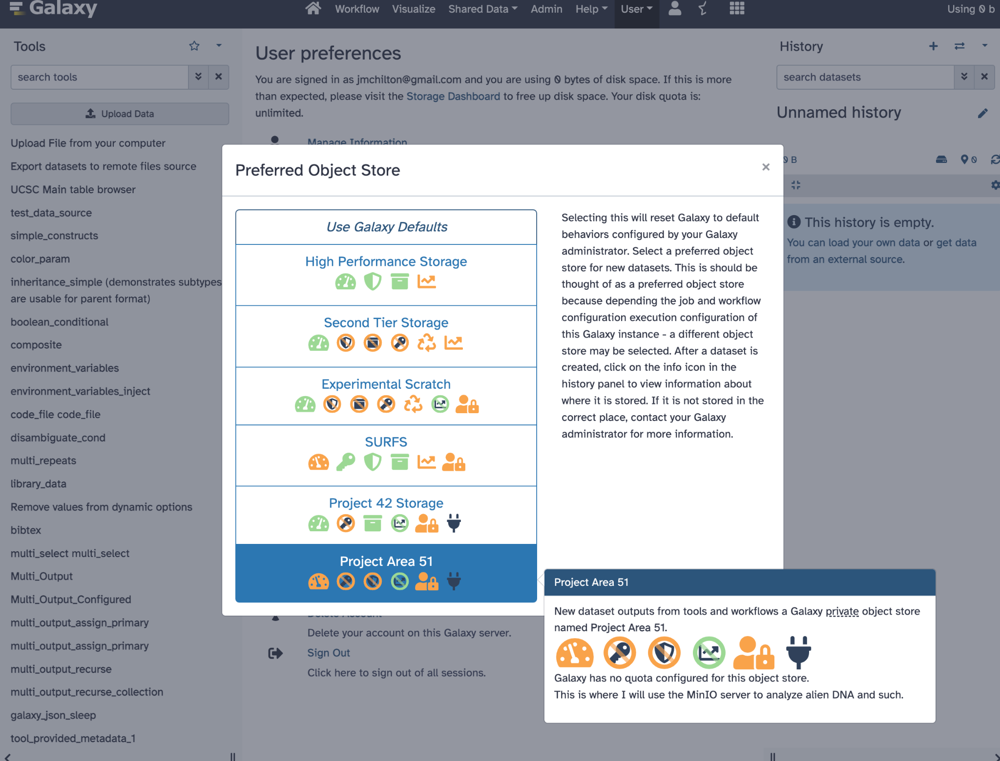 Galaxy
Workflow
Visualize
Shared Data
Admin
Help
User
Using 0 b
Tools
search tools
Upload Data
Upload File from your computer
Export datasets to remote files source
UCSC Main table browser
test_data_source
simple_constructs
color_param
inheritance_simple (demonstrates subtypes
are usable for parent format)
boolean_conditional
composite
environment_variables
environment_variables_inject
code_file code_file
disambiguate_cond
multi_repeats
library_data
Remove values from dynamic options
bibtex
multi_select multi_select
Multi_Output
Multi_Output_Configured
multi_output_assign_primary
multi_output_assign_primary
multi_output_recurse
multi_output_recurse_collection
galaxy_json_sleep
tool_provided_metadata_1
User preferences
You are signed in as jmchilton@gmail.com and you are using 0 bytes of disk space. If this is more
than expected, please visit the Storage Dashboard to free up disk space. Your disk quota is:
unlimited.
Manage Information
Preferred Object Store
Use Galaxy Defaults
High Performance Storage
Second Tier Storage
Experimental Scratch
SURFS
Project 42 Storage
Project Area 51
Selecting this will reset Galaxy to default
behaviors configured by your Galaxy
administrator. Select a preferred object
store for new datasets. This is should be
thought of as a preferred object store
because depending the job and workflow
configuration execution configuration of
this Galaxy instance - a different object
store may be selected. After a dataset is
created, click on the info icon in the
history panel to view information about
where it is stored. If it is not stored in the
correct place, contact your Galaxy
administrator for more information.
Project Area 51
New dataset outputs from tools and workflows a Galaxy private object store
named Project Area 51.
Galaxy has no quota configured for this object store.
This is where I will use the MinIO server to analyze alien DNA and such.
Delete Account
Delete your account on this Galaxy server.
Sign Out
Click here to sign out of all sessions.
History
search datasets
Unnamed history
0 B
0
This history is empty.
You can load your own data or get data
from an external source.